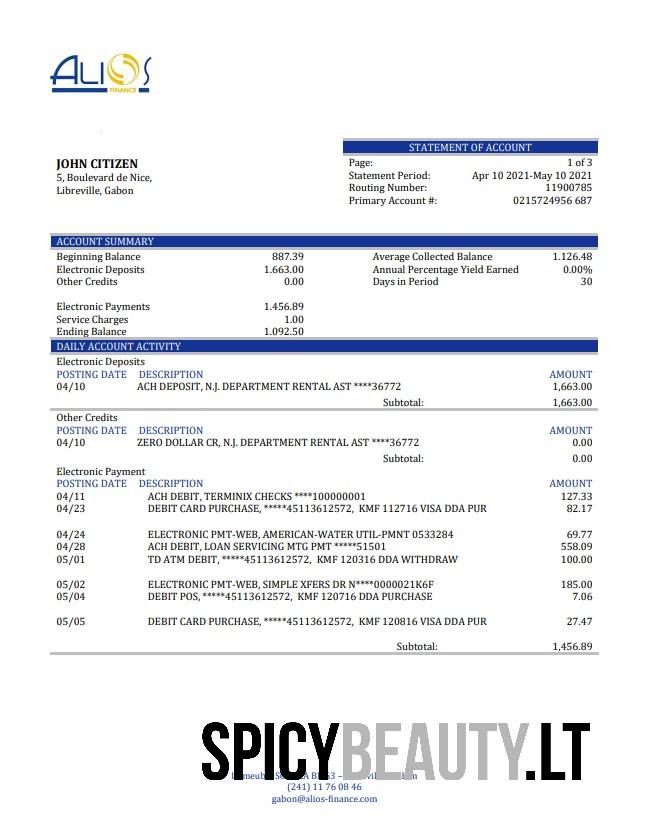 ALIOS
FINANCE
STATEMENT OF ACCOUNT
JOHN CITIZEN
5, Boulevard de Nice,
Libreville, Gabon
Page: 1 of 3
Statement Period: Apr 10 2021-May 10 2021
Routing Number: 11900785
Primary Account #: 0215724956 687
ACCOUNT SUMMARY
Beginning Balance 887.39 Average Collected Balance 1.126.48
Electronic Deposits 1.663.00 Annual Percentage Yield Earned 0.00%
Other Credits 0.00 Days in Period 30
Electronic Payments 1.456.89
Service Charges 1.00
Ending Balance 1.092.50
DAILY ACCOUNT ACTIVITY
Electronic Deposits
POSTING DATE DESCRIPTION AMOUNT
04/10 ACH DEPOSIT, N.J. DEPARTMENT RENTAL AST ****36772 1,663.00
Subtotal: 1,663.00
Other Credits
POSTING DATE DESCRIPTION AMOUNT
04/10 ZERO DOLLAR CR, N.J. DEPARTMENT RENTAL AST ****36772 0.00
Subtotal: 0.00
Electronic Payment
POSTING DATE DESCRIPTION AMOUNT
04/11 ACH DEBIT, TERMINIX CHECKS ****100000001 127.33
04/23 DEBIT CARD PURCHASE, *****45113612572, KMF 112716 VISA DDA PUR 82.17
04/24 ELECTRONIC PMT-WEB, AMERICAN-WATER UTIL-PMNT 0533284 69.77
04/28 ACH DEBIT, LOAN SERVICING MTG PMT *****51501 558.09
05/01 TD ATM DEBIT, *****45113612572, KMF 120316 DDA WITHDRAW 100.00
05/02 ELECTRONIC PMT-WEB, SIMPLE XFERS DR N****0000021K6F 185.00
05/04 DEBIT POS, *****45113612572, KMF 120716 DDA PURCHASE 7.06
05/05 DEBIT CARD PURCHASE, *****45113612572, KMF 120816 VISA DDA PUR 27.47
Subtotal: 1,456.89
SPICYBEAUTY.LT
(241) 11 76 08 46
gabon@alios-finance.com